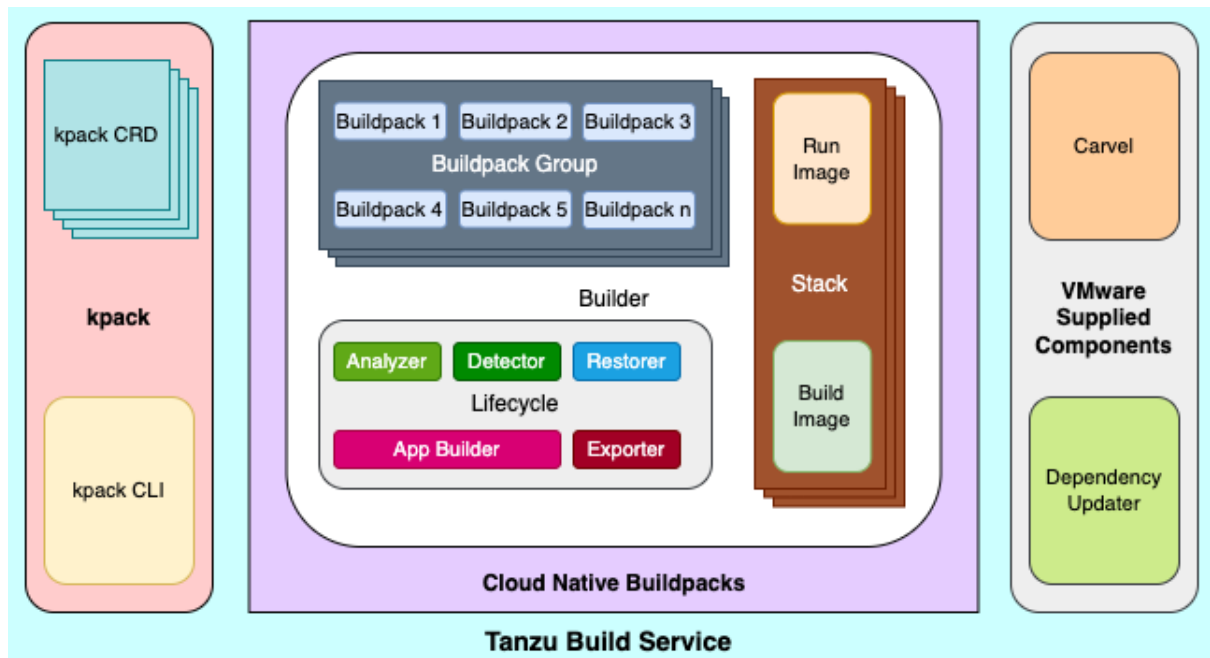 kpack CRD
kpack
kpack CLI
Buildpack 1
Buildpack 2
Buildpack 3
Buildpack Group
Buildpack 4
Buildpack 5
Buildpack n
Builder
Analyzer
Detector
Restorer
Lifecycle
App Builder
Exporter
Run
Image
Stack
Build
Image
Cloud Native Buildpacks
Carvel
VMware
Supplied
Components
Dependency
Updater
Tanzu Build Service